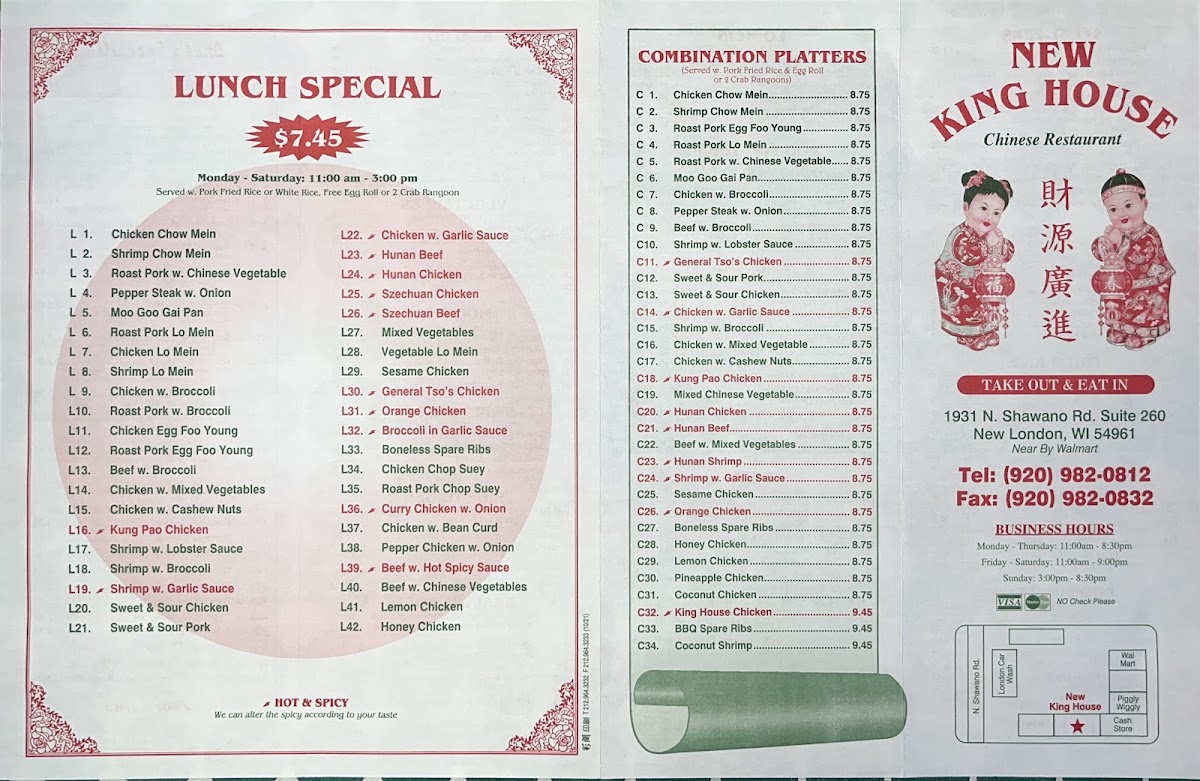 LUNCH SPECIAL
$7.45
Monday - Saturday: 11:00 am - 3:00 pm
Served w. Pork Fried Rice or White Rice, Free Egg Roll or 2 Crab Rangoon
L 1. Chicken Chow Mein
L 2. Shrimp Chow Mein
L 3. Roast Pork w. Chinese Vegetable
L 4. Pepper Steak w. Onion
L 5. Moo Goo Gai Pan
L 6. Roast Pork Lo Mein
L 7. Chicken Lo Mein
L 8. Shrimp Lo Mein
L 9. Chicken w. Broccoli
L10. Roast Pork w. Broccoli
L11. Chicken Egg Foo Young
L12. Roast Pork Egg Foo Young
L13. Beef w. Broccoli
L14. Chicken w. Mixed Vegetables
L15. Chicken w. Cashew Nuts
L16. Kung Pao Chicken
L17. Shrimp w. Lobster Sauce
L18. Shrimp w. Broccoli
L19. Shrimp w. Garlic Sauce
L20. Sweet & Sour Chicken
L21. Sweet & Sour Pork
L22. Chicken w. Garlic Sauce
L23. Hunan Beef
L24. Hunan Chicken
L25. Szechuan Chicken
L26. Szechuan Beef
L27. Mixed Vegetables
L28. Vegetable Lo Mein
L29. Sesame Chicken
L30. General Tso's Chicken
L31. Orange Chicken
L32. Broccoli in Garlic Sauce
L33. Boneless Spare Ribs
L34. Chicken Chop Suey
L35. Roast Pork Chop Suey
L36. Curry Chicken w. Onion
L37. Chicken w. Bean Curd
L38. Pepper Chicken w. Onion
L39. Beef w. Hot Spicy Sauce
L40. Beef w. Chinese Vegetables
L41. Lemon Chicken
L42. Honey Chicken
HOT & SPICY
We can alter the spicy according to your taste
印刷 T 212.964.3232 F 212.964.3233 (10/21)
COMBINATION PLATTERS
(Served w. Pork Fried Rice & Egg Roll
or 2 Crab Rangoons)
C 1. Chicken Chow Mein 8.75
C 2. Shrimp Chow Mein 8.75
C 3. Roast Pork Egg Foo Young 8.75
C 4. Roast Pork Lo Mein 8.75
C 5. Roast Pork w. Chinese Vegetable 8.75
C 6. Moo Goo Gai Pan 8.75
C 7. Chicken w. Broccoli 8.75
C 8. Pepper Steak w. Onion 8.75
C 9. Beef w. Broccoli 8.75
C10. Shrimp w. Lobster Sauce 8.75
C11. General Tso's Chicken 8.75
C12. Sweet & Sour Pork 8.75
C13. Sweet & Sour Chicken 8.75
C14. Chicken w. Garlic Sauce 8.75
C15. Shrimp w. Broccoli 8.75
C16. Chicken w. Mixed Vegetable 8.75
C17. Chicken w. Cashew Nuts 8.75
C18. Kung Pao Chicken 8.75
C19. Mixed Chinese Vegetable 8.75
C20. Hunan Chicken 8.75
C21. Hunan Beef 8.75
C22. Beef w. Mixed Vegetables 8.75
C23. Hunan Shrimp 8.75
C24. Shrimp w. Garlic Sauce 8.75
C25. Sesame Chicken 8.75
C26. Orange Chicken 8.75
C27. Boneless Spare Ribs 8.75
C28. Honey Chicken 8.75
C29. Lemon Chicken 8.75
C30. Pineapple Chicken 8.75
C31. Coconut Chicken 8.75
C32. King House Chicken 9.45
C33. BBQ Spare Ribs 9.45
C34. Coconut Shrimp 9.45
NEW
KING HOUSE
Chinese Restaurant
財源廣進
福
春
TAKE OUT & EAT IN
1931 N. Shawano Rd. Suite 260
New London, WI 54961
Near By Walmart
Tel: (920) 982-0812
Fax: (920) 982-0832
BUSINESS HOURS
Monday - Thursday: 11:00am - 8:30pm
Friday - Saturday: 11:00am - 9:00pm
Sunday: 3:00pm - 8:30pm
VISA MasterCard NO Check Please
N. Shawano Rd.
London Car
Wash
Wal
Mart
Piggly
Wiggly
New
King House
Cash
Store